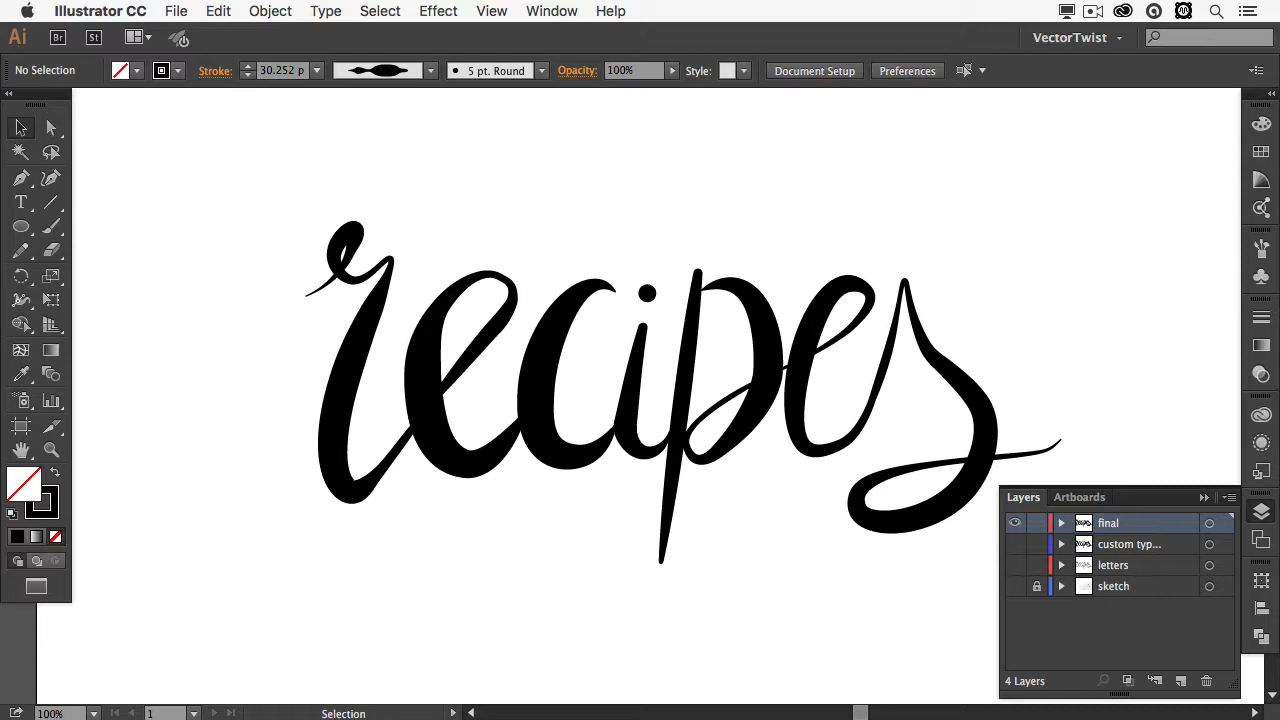 Illustrator CC File Edit Object Type Select Effect View Window Help
Ai Br St VectorTwist
No Selection Stroke: 30.252 p 5 pt. Round Opacity: 100% Style: Document Setup Preferences
recipes
Layers Artboards
final
custom typ...
letters
sketch
4 Layers
100% 1 Selection